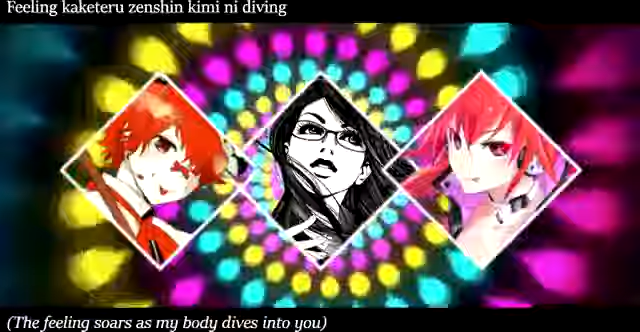 Feeling kaketeru zenshin kimi ni diving
(The feeling soars as my body dives into you)